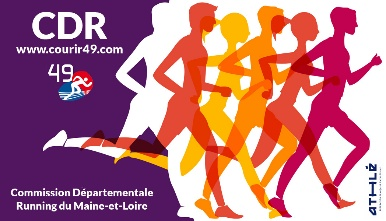 CDR
www.courir49.com
49
Commission Départementale
Running du Maine-et-Loire
ATHLÉ